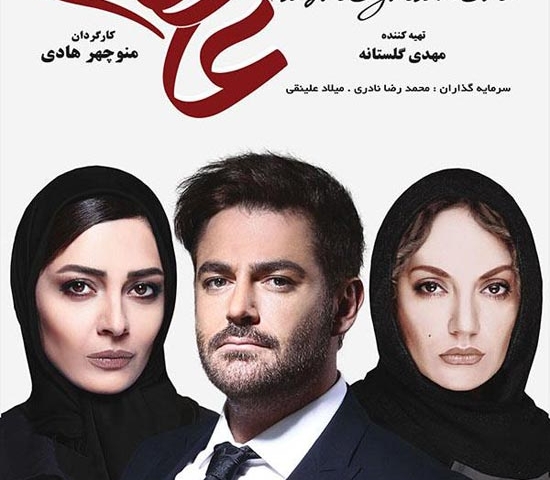 تهیه کننده
مهدی گلستانه
کارگردان
منوچهر هادی
سرمایه گذاران : محمد رضا نادری . میلاد علینقی